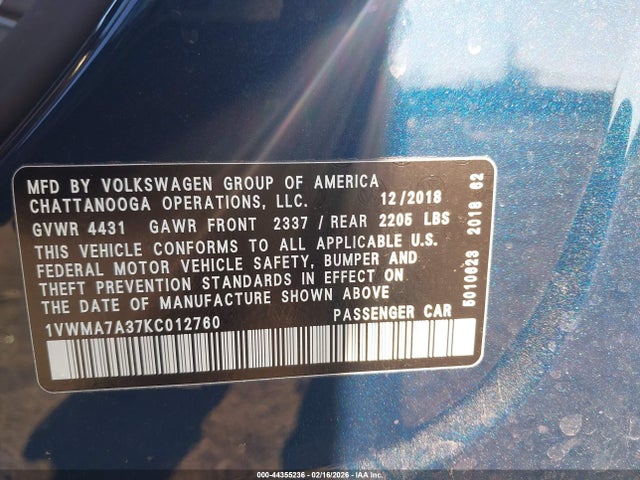 MFD BY VOLKSWAGEN GROUP OF AMERICA
CHATTANOOGA OPERATIONS, LLC. 12/2018
GVWR 4431 GAWR FRONT 2337 / REAR 2205 LBS
THIS VEHICLE CONFORMS TO ALL APPLICABLE U.S.
FEDERAL MOTOR VEHICLE SAFETY, BUMPER AND
THEFT PREVENTION STANDARDS IN EFFECT ON
THE DATE OF MANUFACTURE SHOWN ABOVE
1VWMA7A37KC012760 PASSENGER CAR
5010623 2018 62
000-44355236 - 02/16/2026 - IAA Inc.